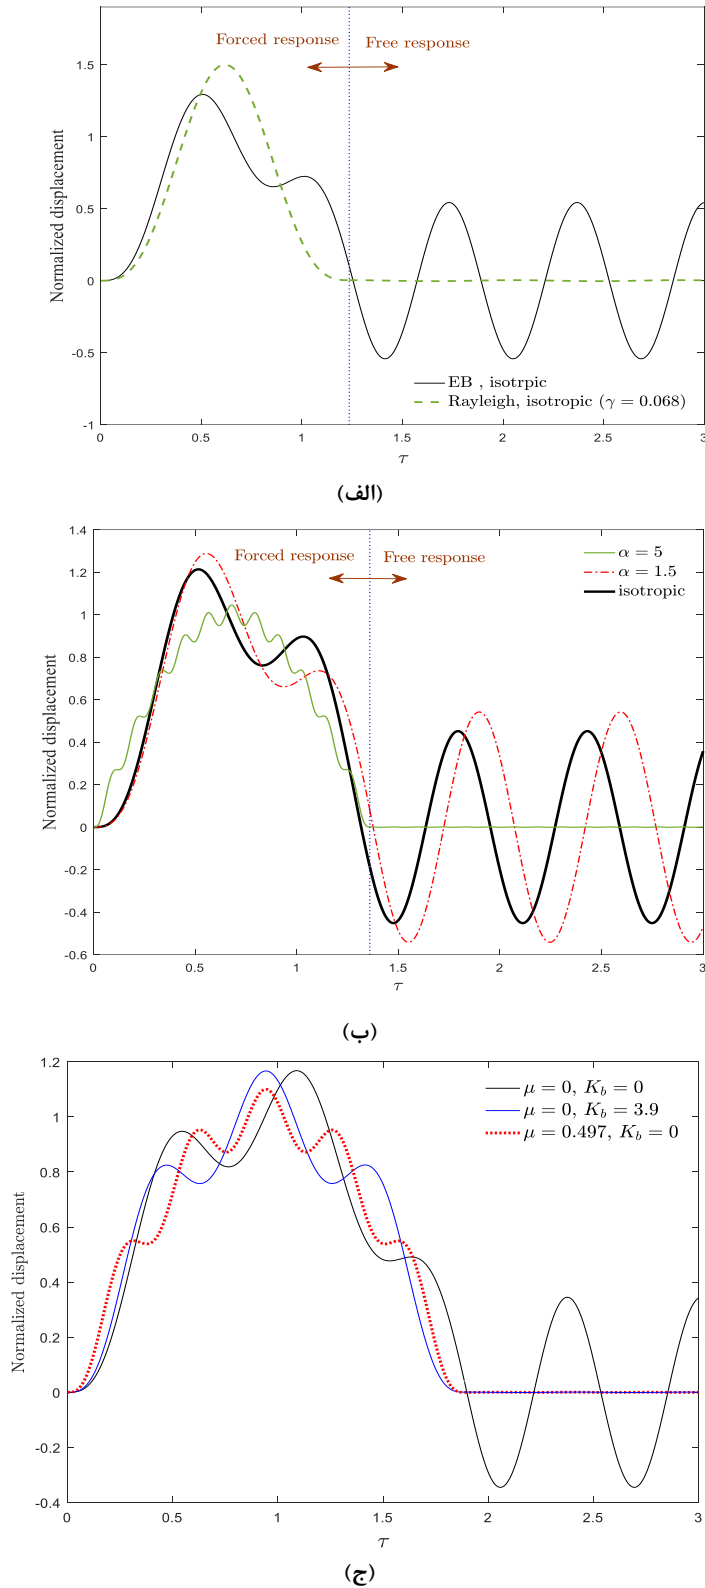 Forced response
Free response
1.5
1
0.5
0
-0.5
-1
Normalized displacement
EB , isotrpic
Rayleigh, isotropic (γ = 0.068)
0 0.5 1 1.5 2 2.5 3
τ
(الف)
1.4
1.2
1
0.8
0.6
0.4
0.2
0
-0.2
-0.4
-0.6
Normalized displacement
Forced response
Free response
α = 5
α = 1.5
isotropic
0 0.5 1 1.5 2 2.5 3
τ
(ب)
1.2
1
0.8
0.6
0.4
0.2
0
-0.2
-0.4
Normalized displacement
μ = 0, K_b = 0
μ = 0, K_b = 3.9
μ = 0.497, K_b = 0
0 0.5 1 1.5 2 2.5 3
τ
(ج)